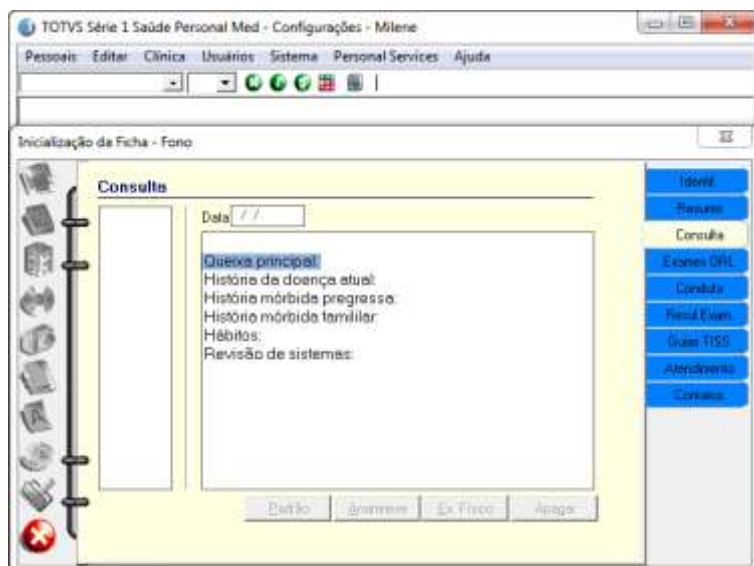 TOTVS Série 1 Saúde Personal Med - Configurações - Milene
Pessoais Editar Clínica Usuários Sistema Personal Services Ajuda
Inicialização da Ficha - Fono
Consulta
Data / /
Queixa principal:
História da doença atual:
História mórbida pregressa:
História mórbida famililar:
Hábitos:
Revisão de sistemas:
Identif.
Resumo
Consulta
Exames ORL
Conduta
Result.Exam.
Guias TISS
Atendimento
Contatos
Padrão Anamnese Ex Físico Apagar